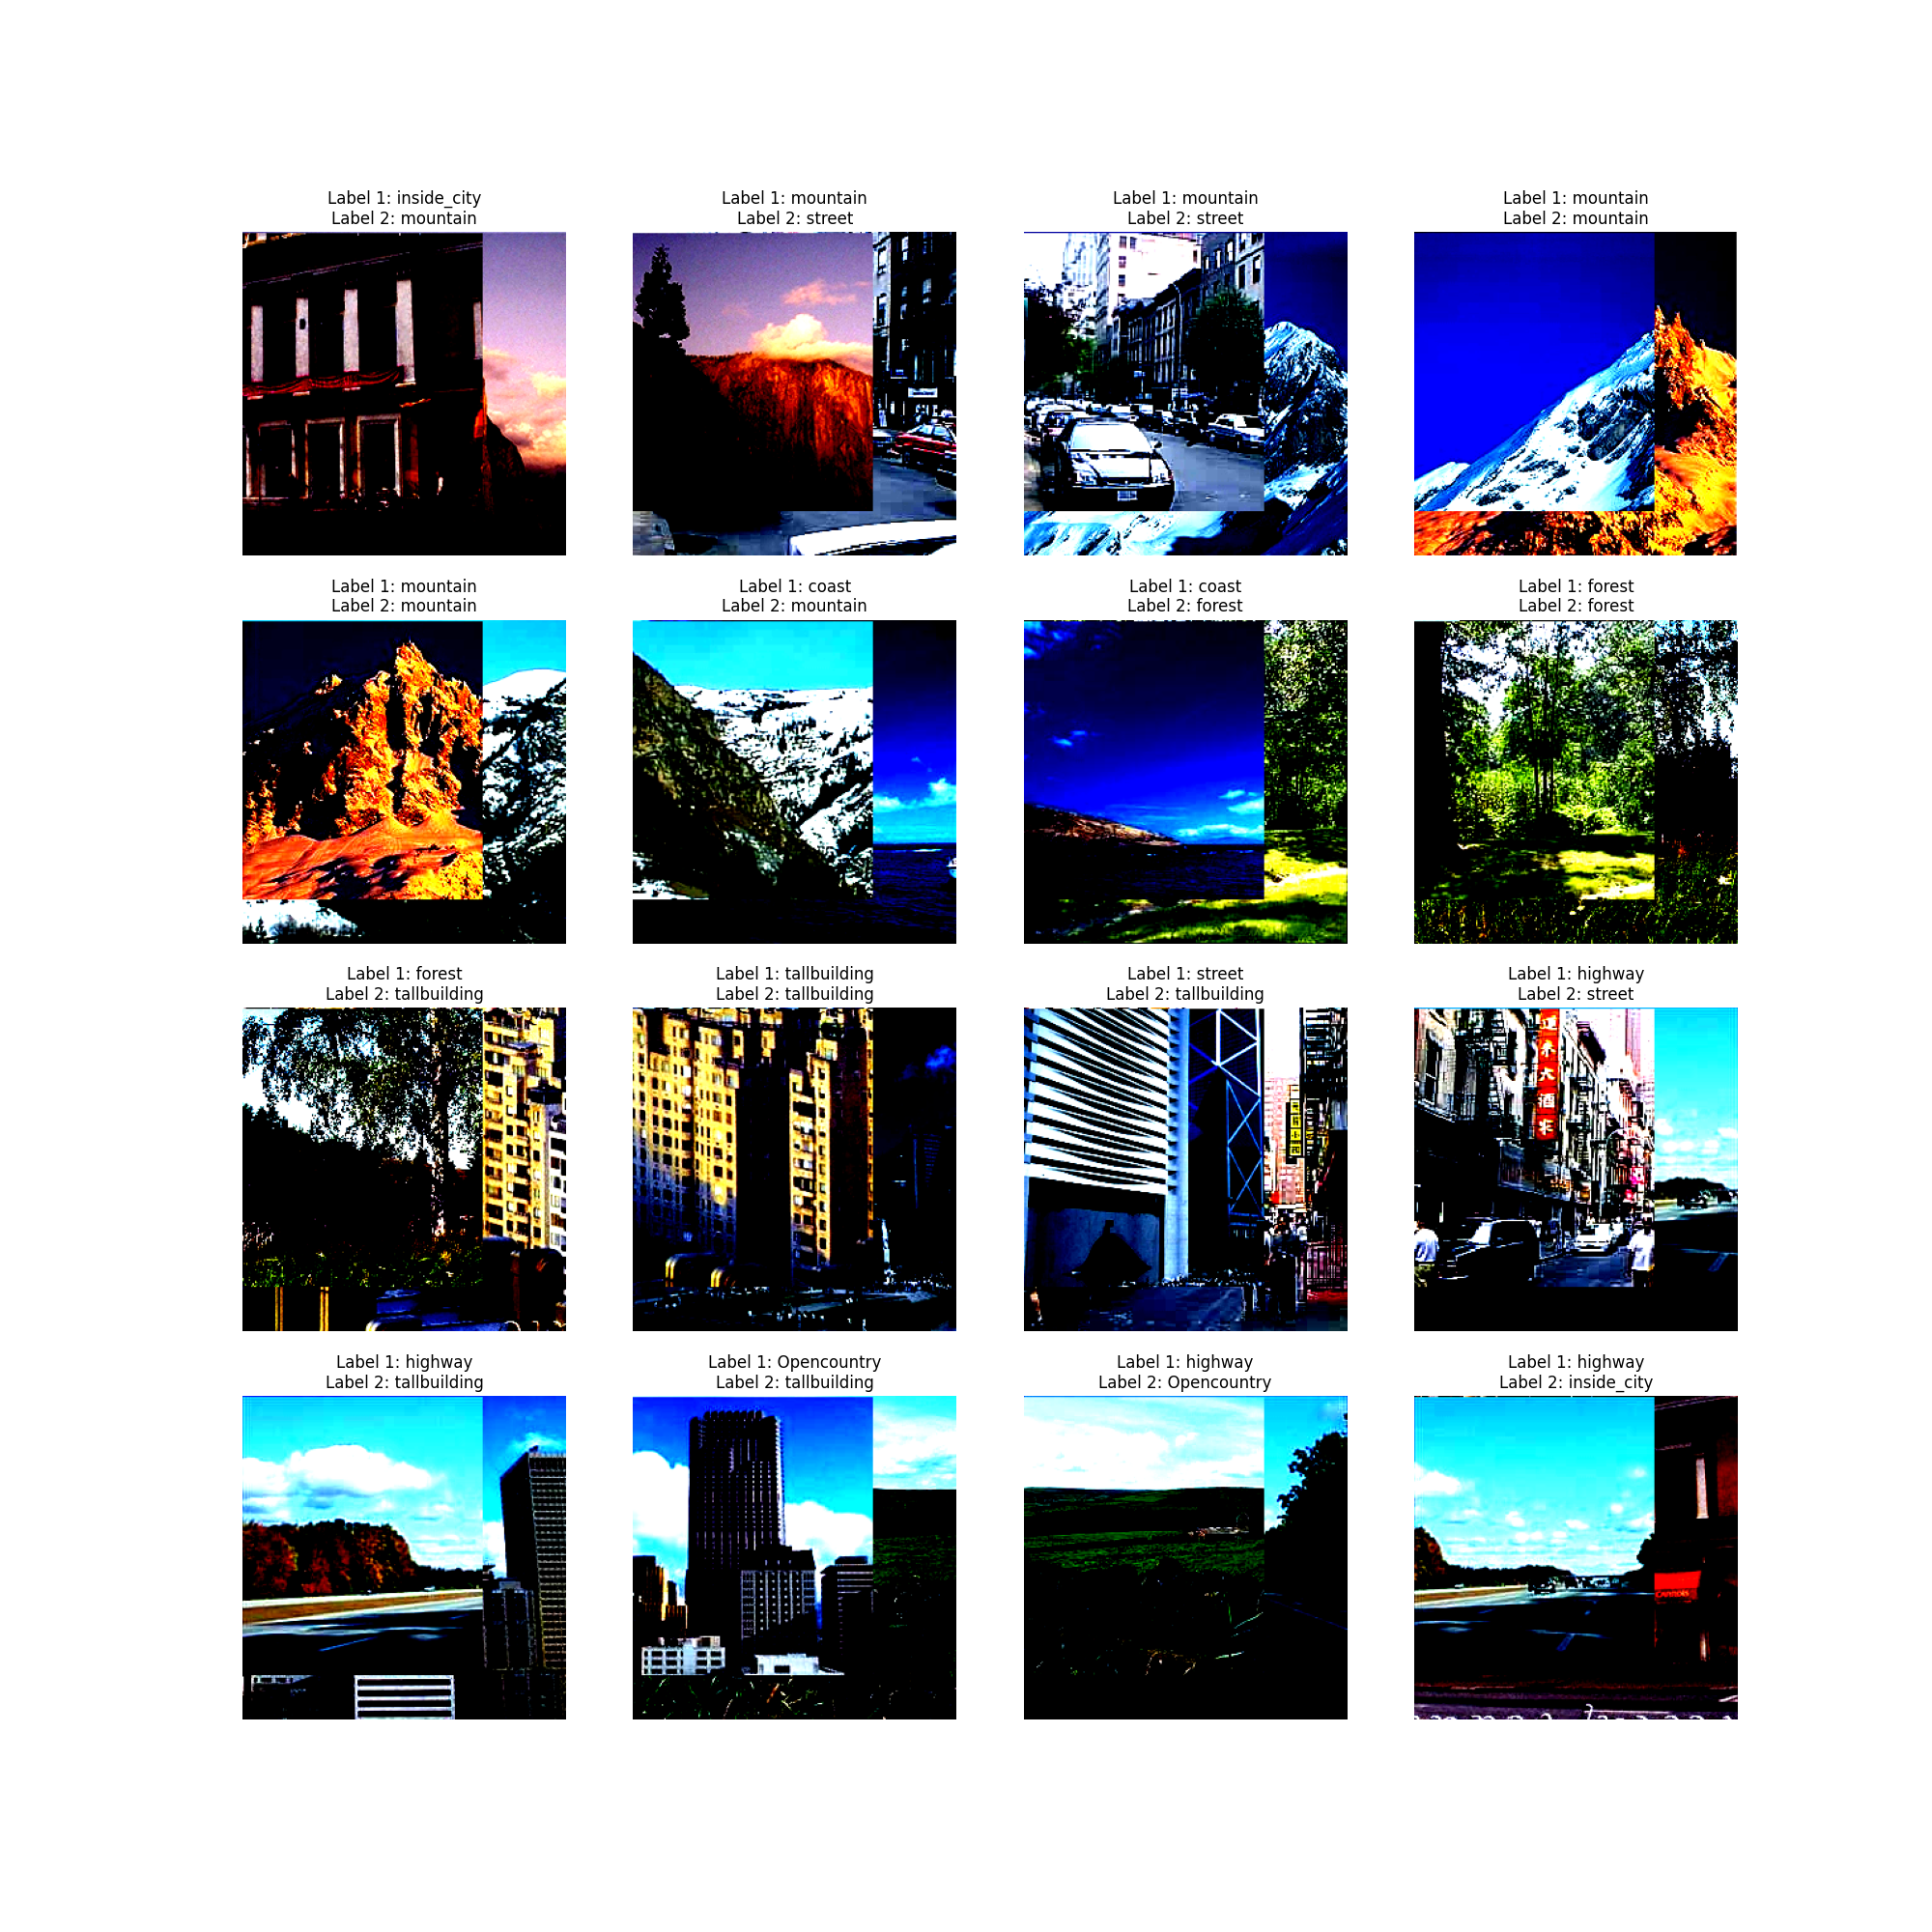 Label 1: inside_city
Label 2: mountain
Label 1: mountain
Label 2: street
Label 1: mountain
Label 2: street
Label 1: mountain
Label 2: mountain
Label 1: mountain
Label 2: mountain
Label 1: coast
Label 2: mountain
Label 1: coast
Label 2: forest
Label 1: forest
Label 2: forest
Label 1: forest
Label 2: tallbuilding
Label 1: tallbuilding
Label 2: tallbuilding
Label 1: street
Label 2: tallbuilding
Label 1: highway
Label 2: street
大
酒
家
Label 1: highway
Label 2: tallbuilding
Label 1: Opencountry
Label 2: tallbuilding
Label 1: highway
Label 2: Opencountry
Label 1: highway
Label 2: inside_city